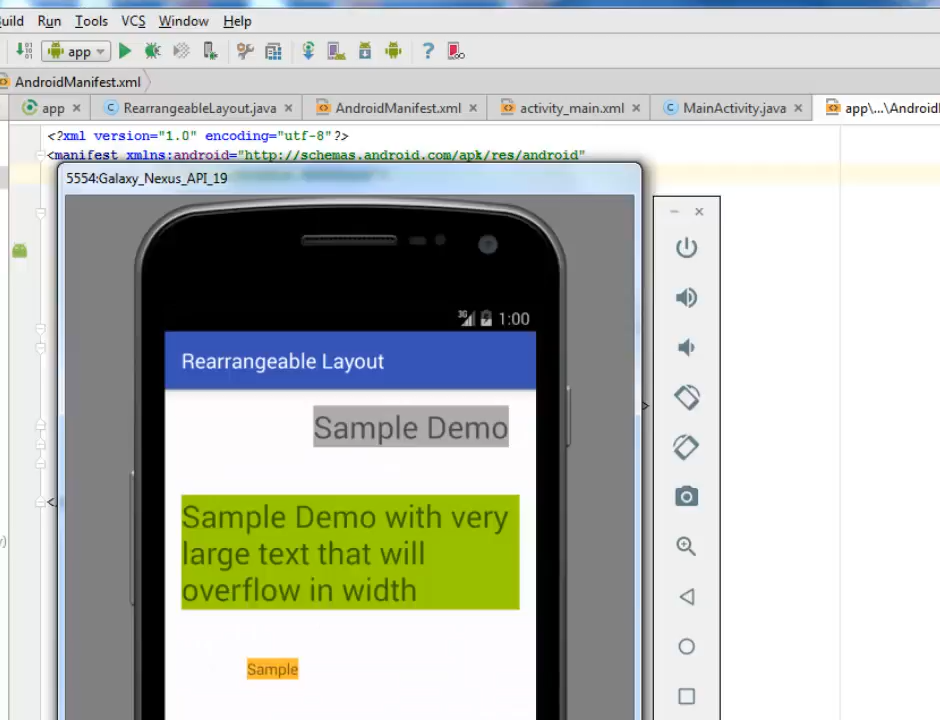 uild Run Tools VCS Window Help
app
AndroidManifest.xml
app RearrangeableLayout.java AndroidManifest.xml activity_main.xml MainActivity.java app\...\Android
<?xml version="1.0" encoding="utf-8"?>
<manifest xmlns:android="http://schemas.android.com/apk/res/android"
5554:Galaxy_Nexus_API_19
3G 1:00
Rearrangeable Layout
Sample Demo
Sample Demo with very
large text that will
overflow in width
Sample